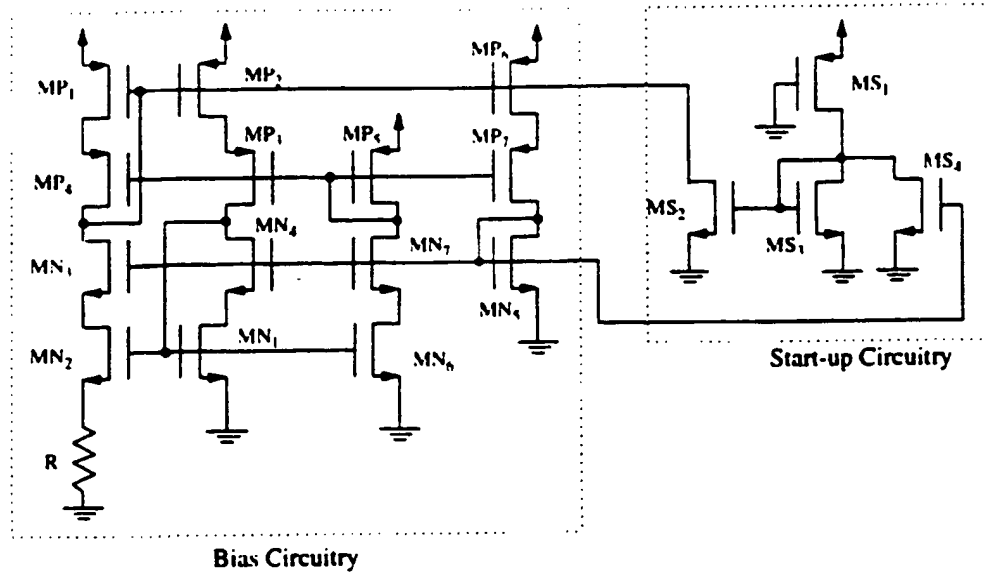 MP6
MP1
MP2
MS1
MP3
MP5
MP7
MP4
MS4
MS2
MN4
MS3
MN3
MN7
MN5
MN2
MN1
MN6
Start-up Circuitry
R
Bias Circuitry